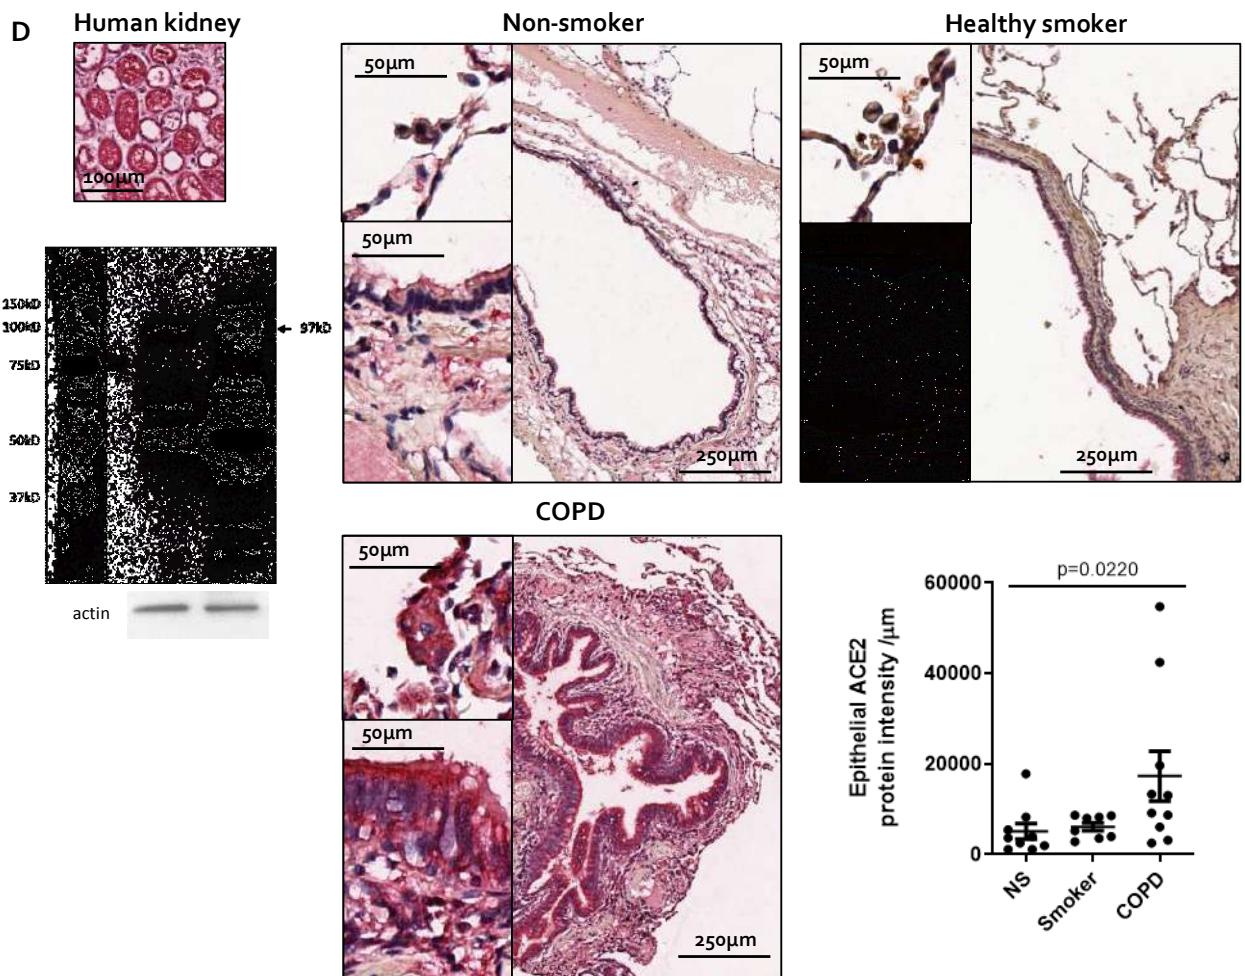 D
Human kidney
100µm
150kD
100kD
97kD
75kD
50kD
37kD
actin
Non-smoker
50µm
50µm
250µm
Healthy smoker
50µm
250µm
COPD
50µm
50µm
250µm
p=0.0220
Epithelial ACE2
protein intensity /µm
60000
40000
20000
0
NS
Smoker
COPD